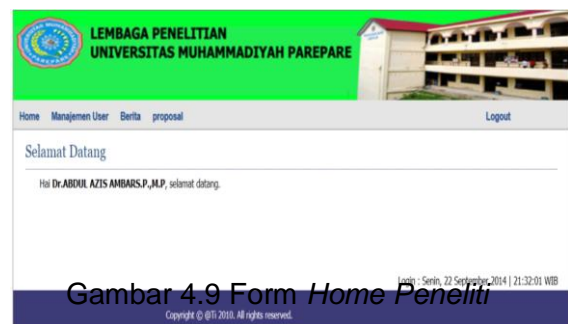 LEMBAGA PENELITIAN
UNIVERSITAS MUHAMMADIYAH PAREPARE
Home Manajemen User Berita proposal Logout
Selamat Datang
Hai Dr.ABDUL AZIS AMBARS.P.,M.P, selamat datang.
Login : Senin, 22 September 2014 | 21:32:01 WIB
Gambar 4.9 Form Home Peneliti
Copyright © @Ti 2010. All rights reserved.